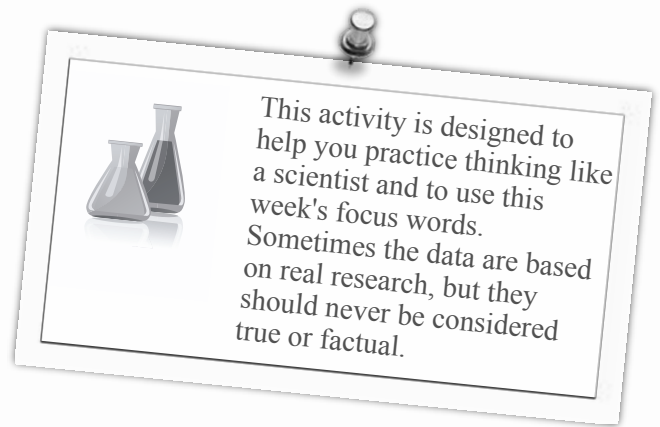 This activity is designed to
help you practice thinking like
a scientist and to use this
week's focus words.
Sometimes the data are based
on real research, but they
should never be considered
true or factual.